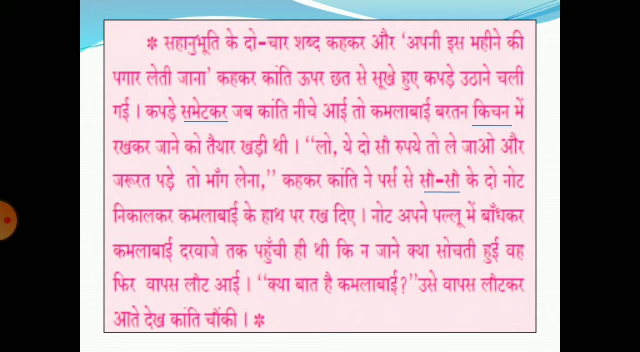 * सहानुभूति के दो-चार शब्द कहकर और ‘अपनी इस महीने की
पगार लेती जाना’ कहकर कांति ऊपर छत से सूखे हुए कपड़े उठाने चली
गई । कपड़े समेटकर जब कांति नीचे आई तो कमलाबाई बरतन किचन में
रखकर जाने को तैयार खड़ी थी । ‘‘लो, ये दो सौ रुपये तो ले जाओ और
जरूरत पड़े तो माँग लेना,’’ कहकर कांति ने पर्स से सौ-सौ के दो नोट
निकालकर कमलाबाई के हाथ पर रख दिए । नोट अपने पल्लू में बाँधकर
कमलाबाई दरवाजे तक पहुँची ही थी कि न जाने क्या सोचती हुई वह
फिर वापस लौट आई । ‘‘क्या बात है कमलाबाई?’’उसे वापस लौटकर
आते देख कांति चौंकी । *